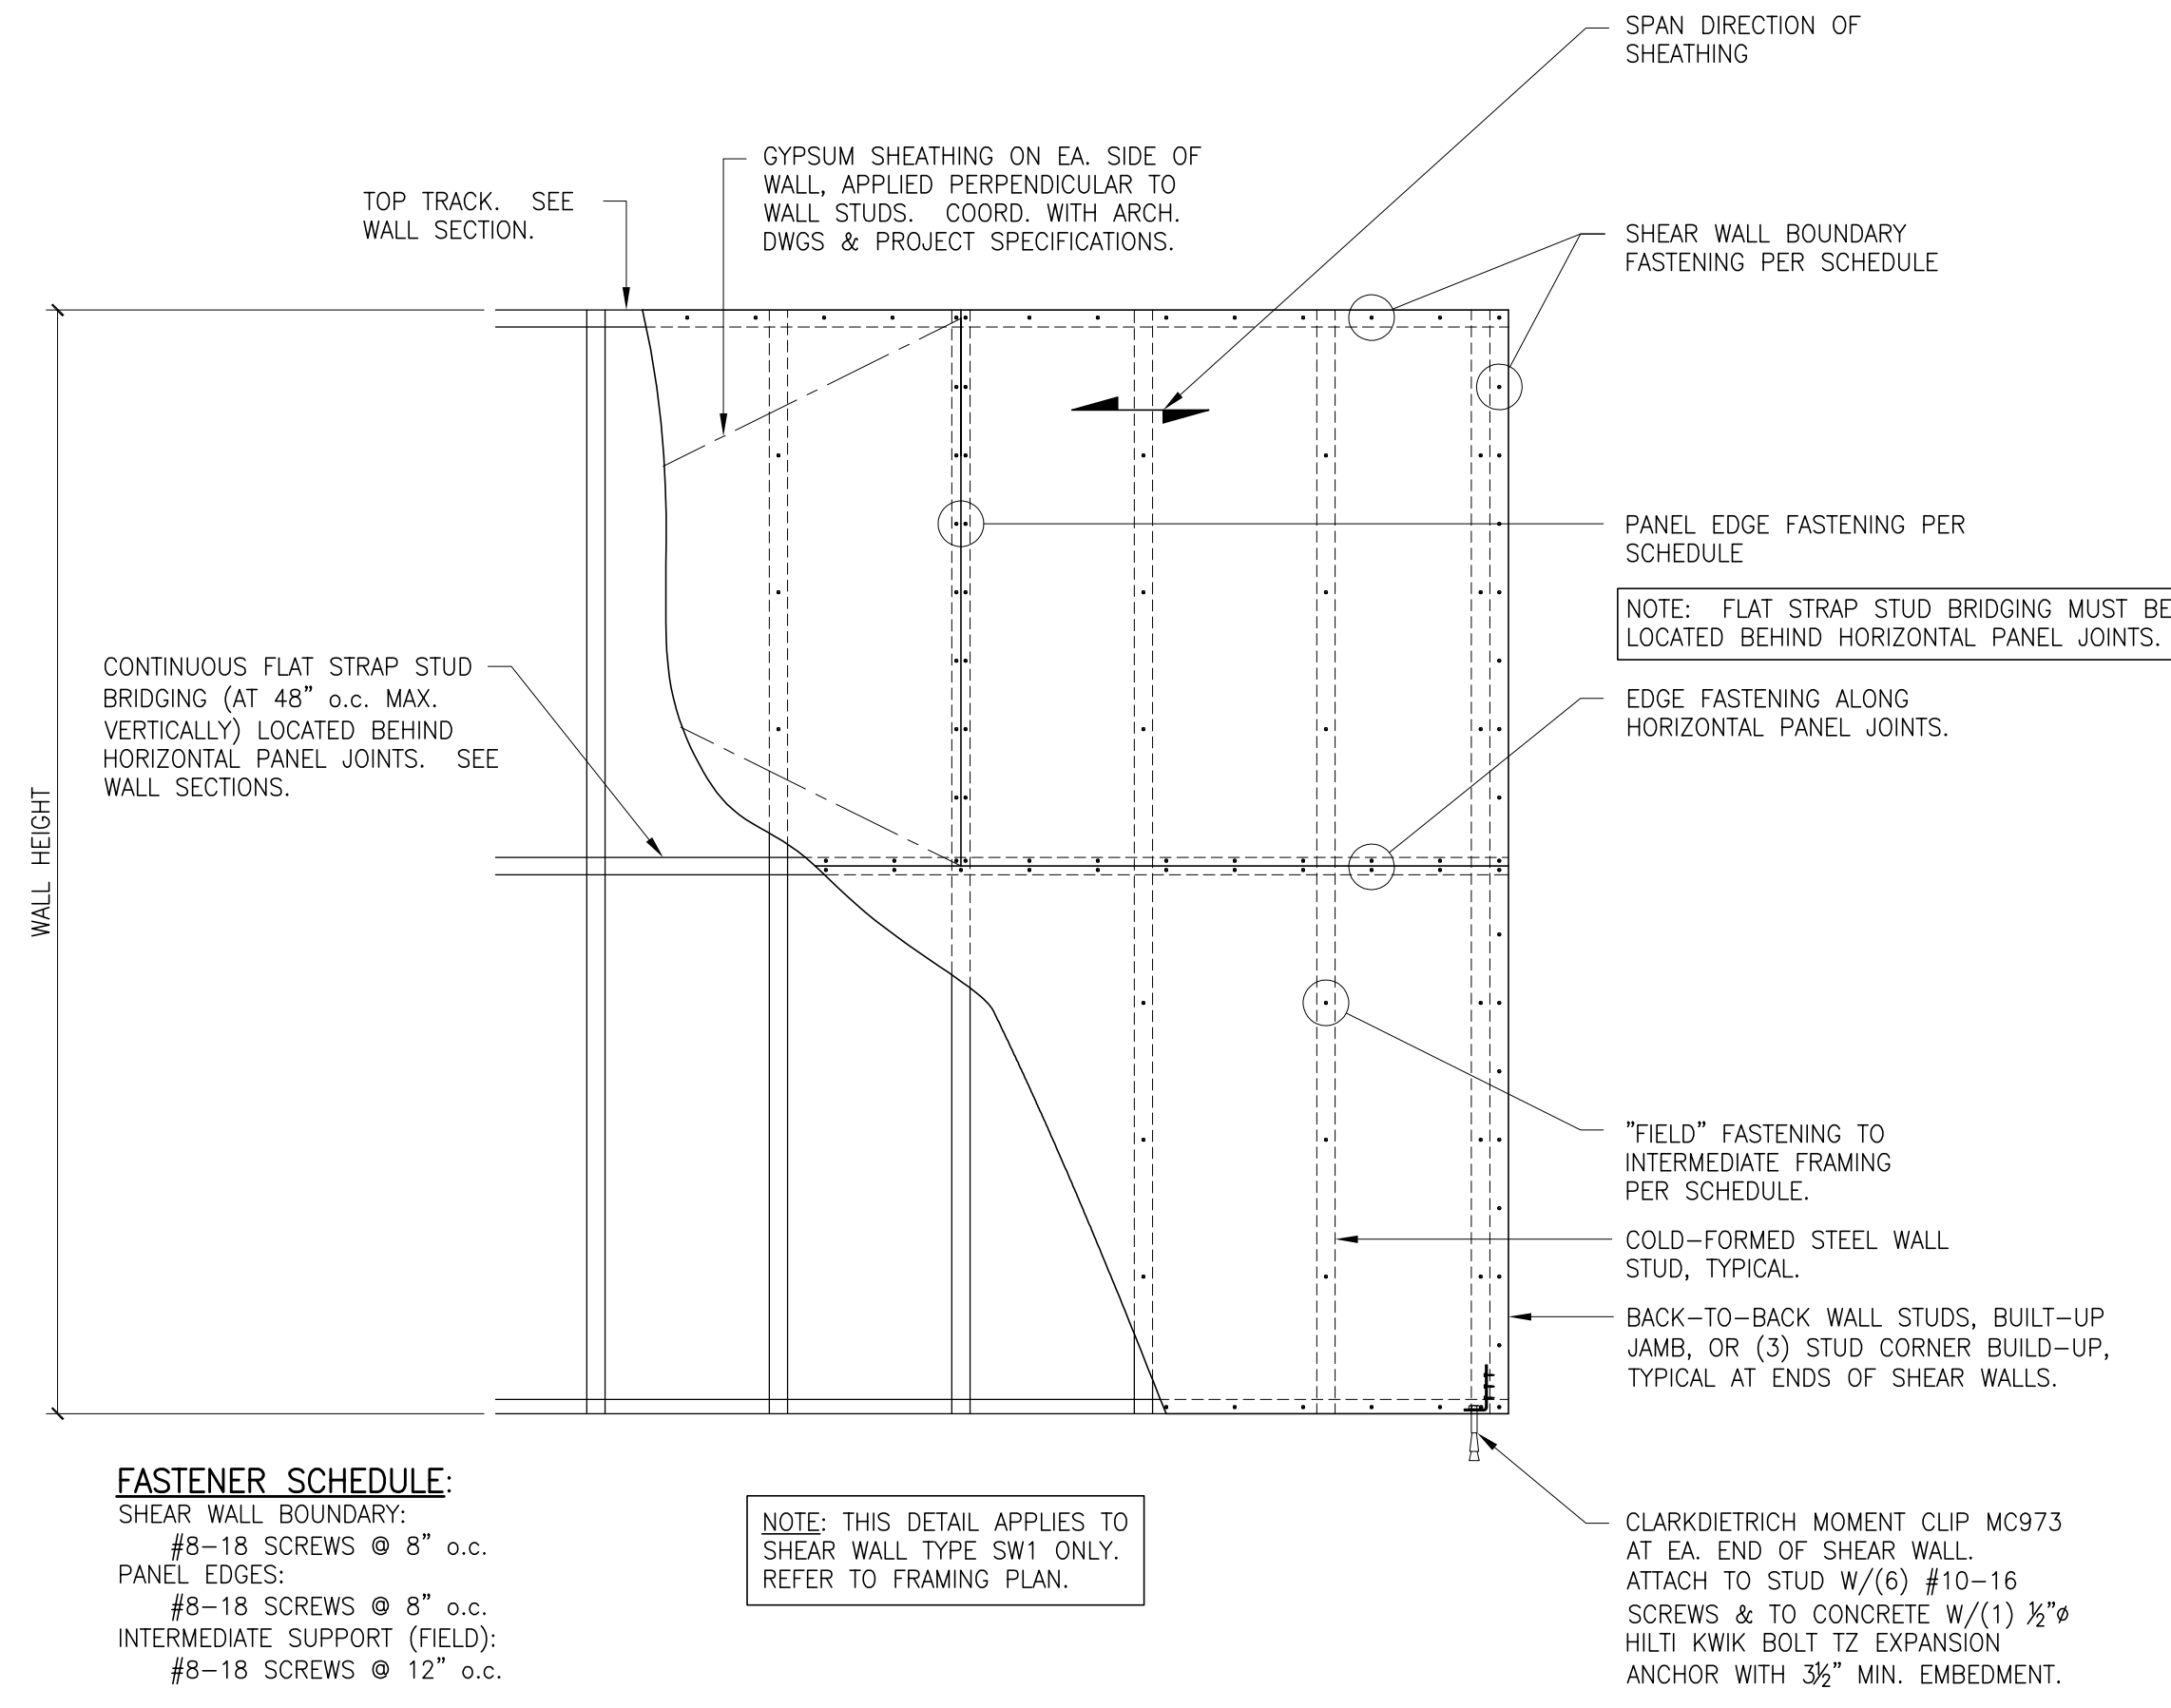 SPAN DIRECTION OF
SHEATHING
GYPSUM SHEATHING ON EA. SIDE OF
WALL, APPLIED PERPENDICULAR TO
WALL STUDS. COORD. WITH ARCH.
DWGS & PROJECT SPECIFICATIONS.
TOP TRACK. SEE
WALL SECTION.
SHEAR WALL BOUNDARY
FASTENING PER SCHEDULE
PANEL EDGE FASTENING PER
SCHEDULE
NOTE: FLAT STRAP STUD BRIDGING MUST BE
LOCATED BEHIND HORIZONTAL PANEL JOINTS.
CONTINUOUS FLAT STRAP STUD
BRIDGING (AT 48" o.c. MAX.
VERTICALLY) LOCATED BEHIND
HORIZONTAL PANEL JOINTS. SEE
WALL SECTIONS.
EDGE FASTENING ALONG
HORIZONTAL PANEL JOINTS.
WALL HEIGHT
"FIELD" FASTENING TO
INTERMEDIATE FRAMING
PER SCHEDULE.
COLD-FORMED STEEL WALL
STUD, TYPICAL.
BACK-TO-BACK WALL STUDS, BUILT-UP
JAMB, OR (3) STUD CORNER BUILD-UP,
TYPICAL AT ENDS OF SHEAR WALLS.
FASTENER SCHEDULE:
SHEAR WALL BOUNDARY:
#8-18 SCREWS @ 8" o.c.
PANEL EDGES:
#8-18 SCREWS @ 8" o.c.
INTERMEDIATE SUPPORT (FIELD):
#8-18 SCREWS @ 12" o.c.
NOTE: THIS DETAIL APPLIES TO
SHEAR WALL TYPE SW1 ONLY.
REFER TO FRAMING PLAN.
CLARKDIETRICH MOMENT CLIP MC973
AT EA. END OF SHEAR WALL.
ATTACH TO STUD W/(6) #10-16
SCREWS & TO CONCRETE W/(1) ½"ø
HILTI KWIK BOLT TZ EXPANSION
ANCHOR WITH 3½" MIN. EMBEDMENT.